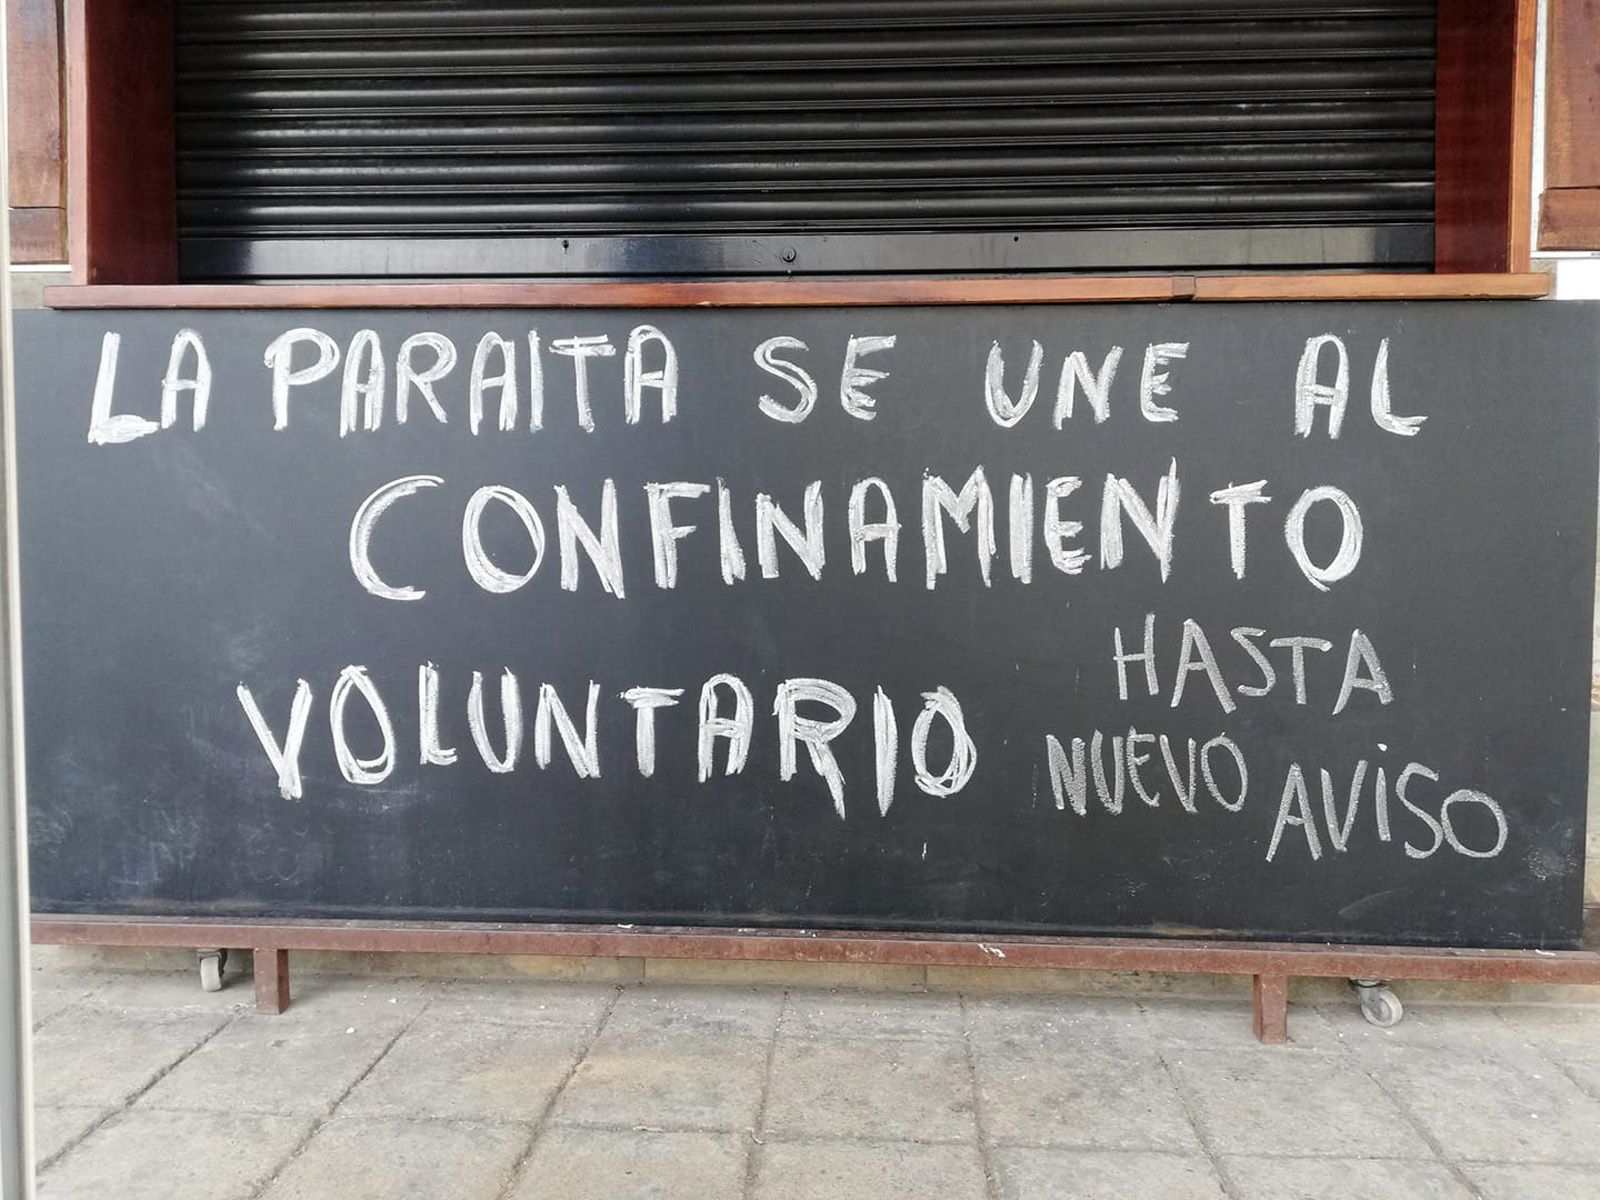 LA PARAITA SE UNE AL
CONFINAMIENTO
VOLUNTARIO
HASTA
NUEVO AVISO